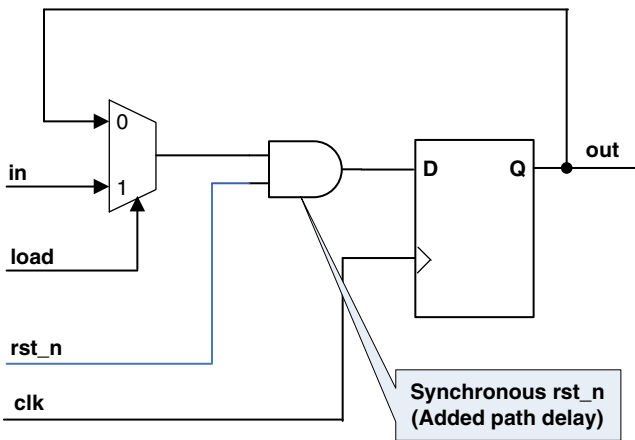 0
in
1
D
Q
out
load
rst_n
clk
Synchronous rst_n
(Added path delay)